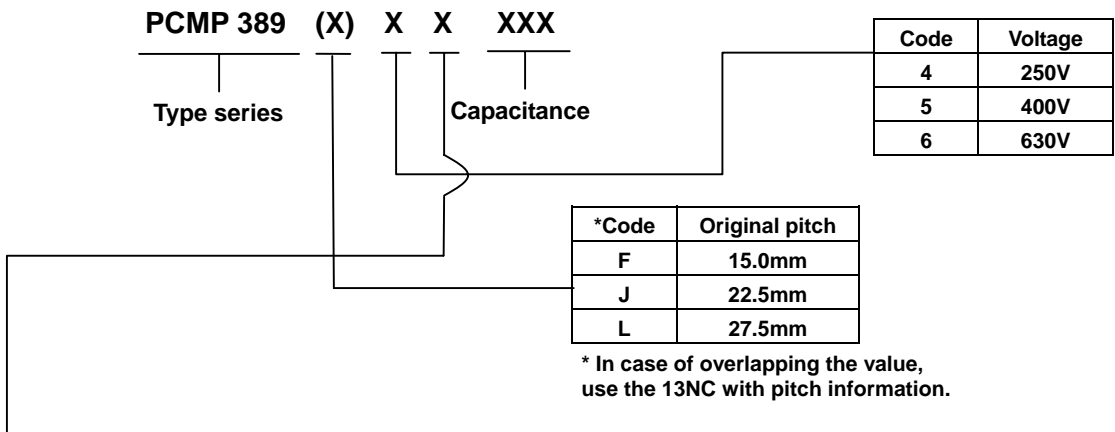 PCMP 389 (X) X X XXX
Type series Capacitance
Code Voltage
4 250V
5 400V
6 630V
*Code Original pitch
F 15.0mm
J 22.5mm
L 27.5mm
* In case of overlapping the value,
use the 13NC with pitch information.